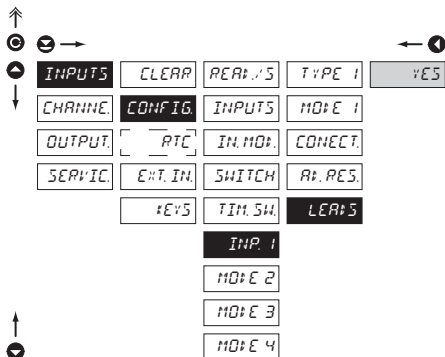 INPUTS CLEAR READ./S TYPE 1 YES
CHANNE. CONFIG. INPUTS MODE 1
OUTPUT. RTC IN. MOD. CONECT.
SERVIC. EXT. IN. SWITCH AD. RES.
KEYS TIM. SW. LEADS
INP. 1
MODE 2
MODE 3
MODE 4